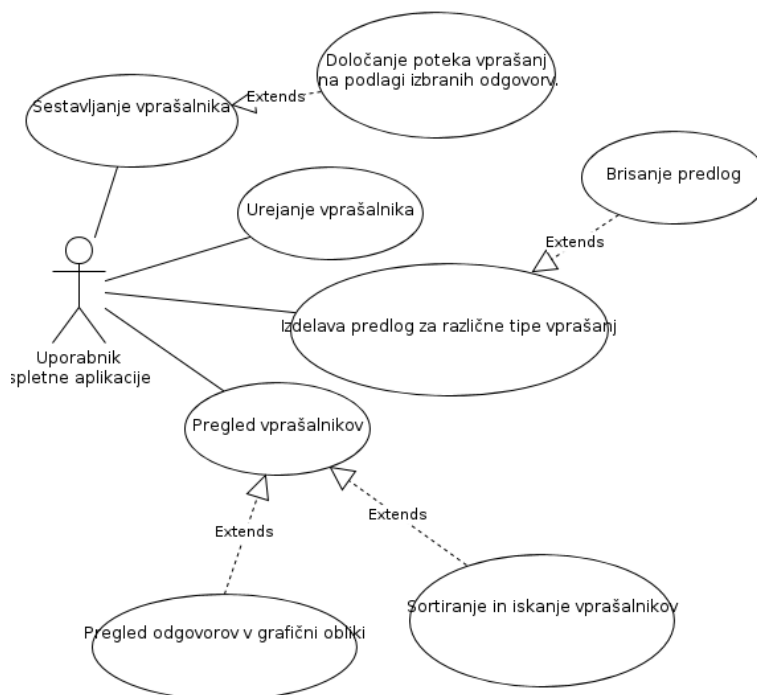 Določanje poteka vprašanj
na podlagi izbranih odgovorv.
Extends
Sestavljanje vprašalnika
Brisanje predlog
Urejanje vprašalnika
Extends
Izdelava predlog za različne tipe vprašanj
Uporabnik
spletne aplikacije
Pregled vprašalnikov
Extends
Extends
Sortiranje in iskanje vprašalnikov
Pregled odgovorov v grafični obliki